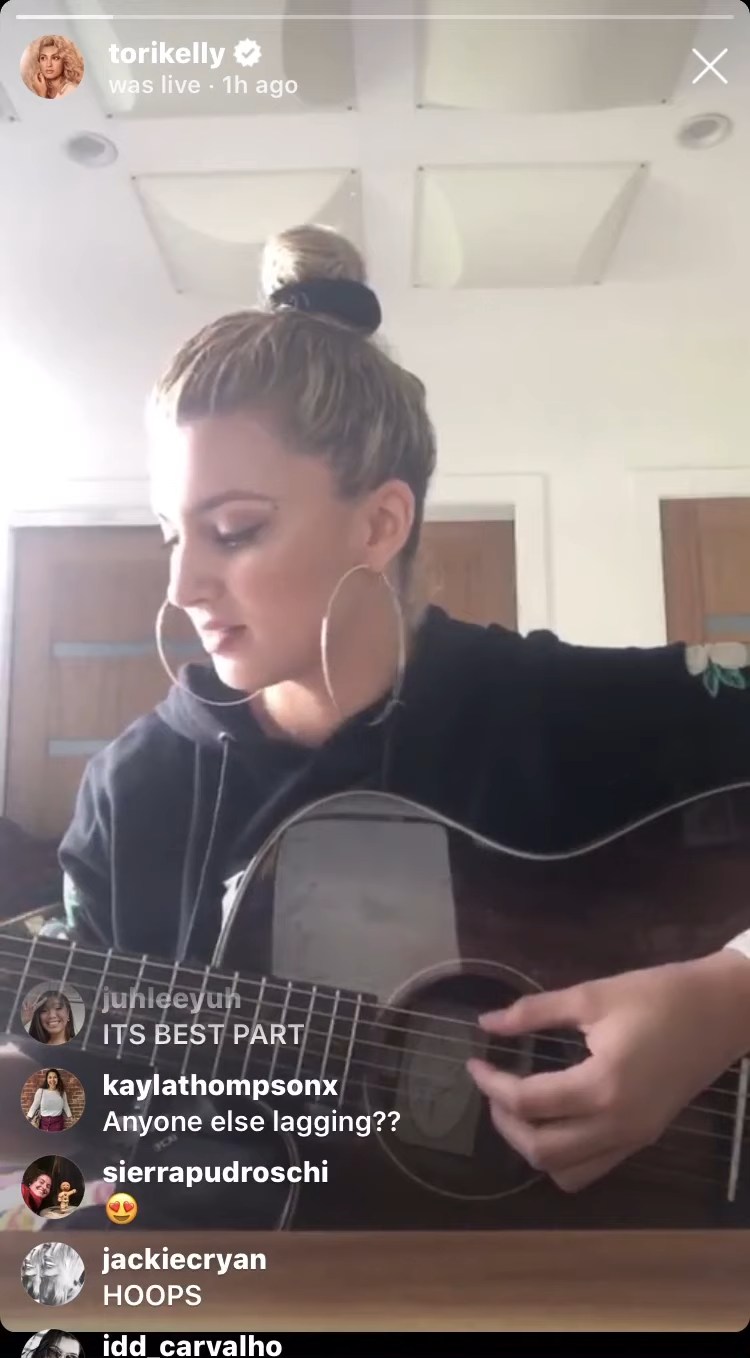 torikelly
was live · 1h ago
juhleeyuh
ITS BEST PART
kaylathompsonx
Anyone else lagging??
sierrapudroschi
😍
jackiecryan
HOOPS
idd_carvalho